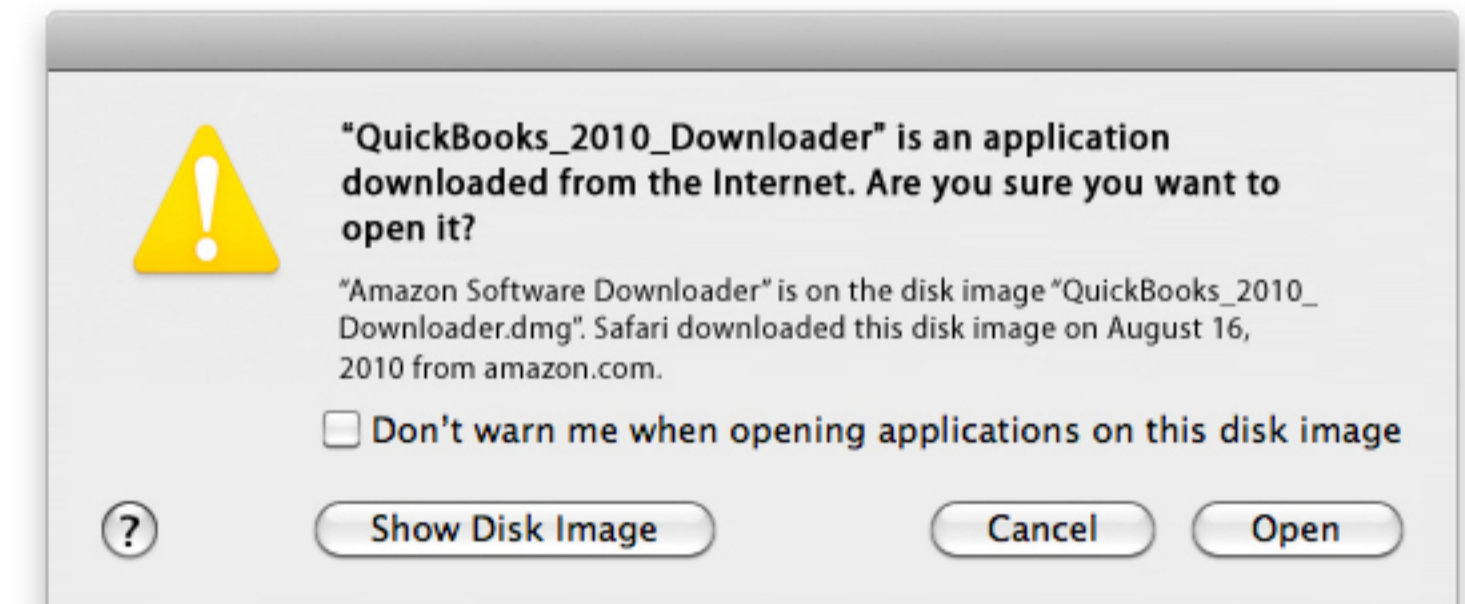 “QuickBooks_2010_Downloader” is an application
downloaded from the Internet. Are you sure you want to
open it?
“Amazon Software Downloader” is on the disk image “QuickBooks_2010_
Downloader.dmg”. Safari downloaded this disk image on August 16,
2010 from amazon.com.
Don’t warn me when opening applications on this disk image
? Show Disk Image Cancel Open